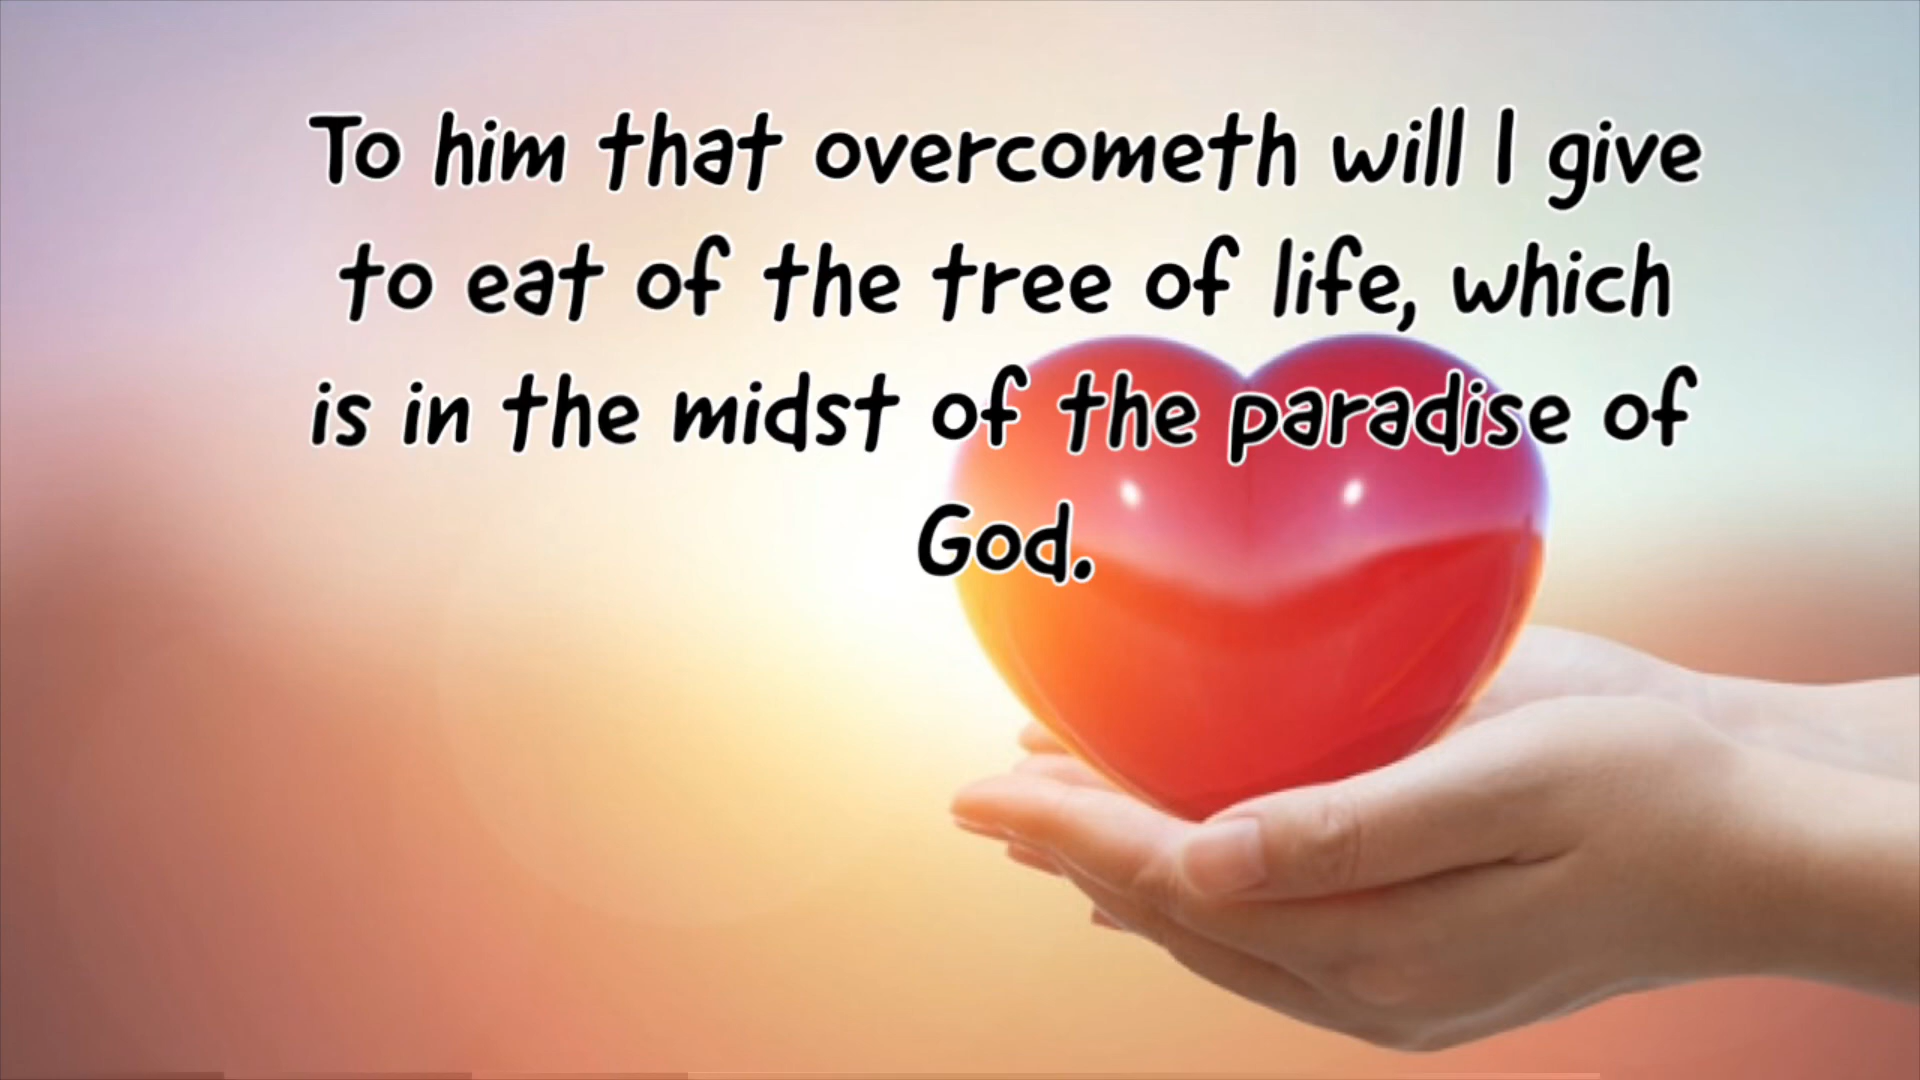 To him that overcometh will I give
to eat of the tree of life, which
is in the midst of the paradise of
God.